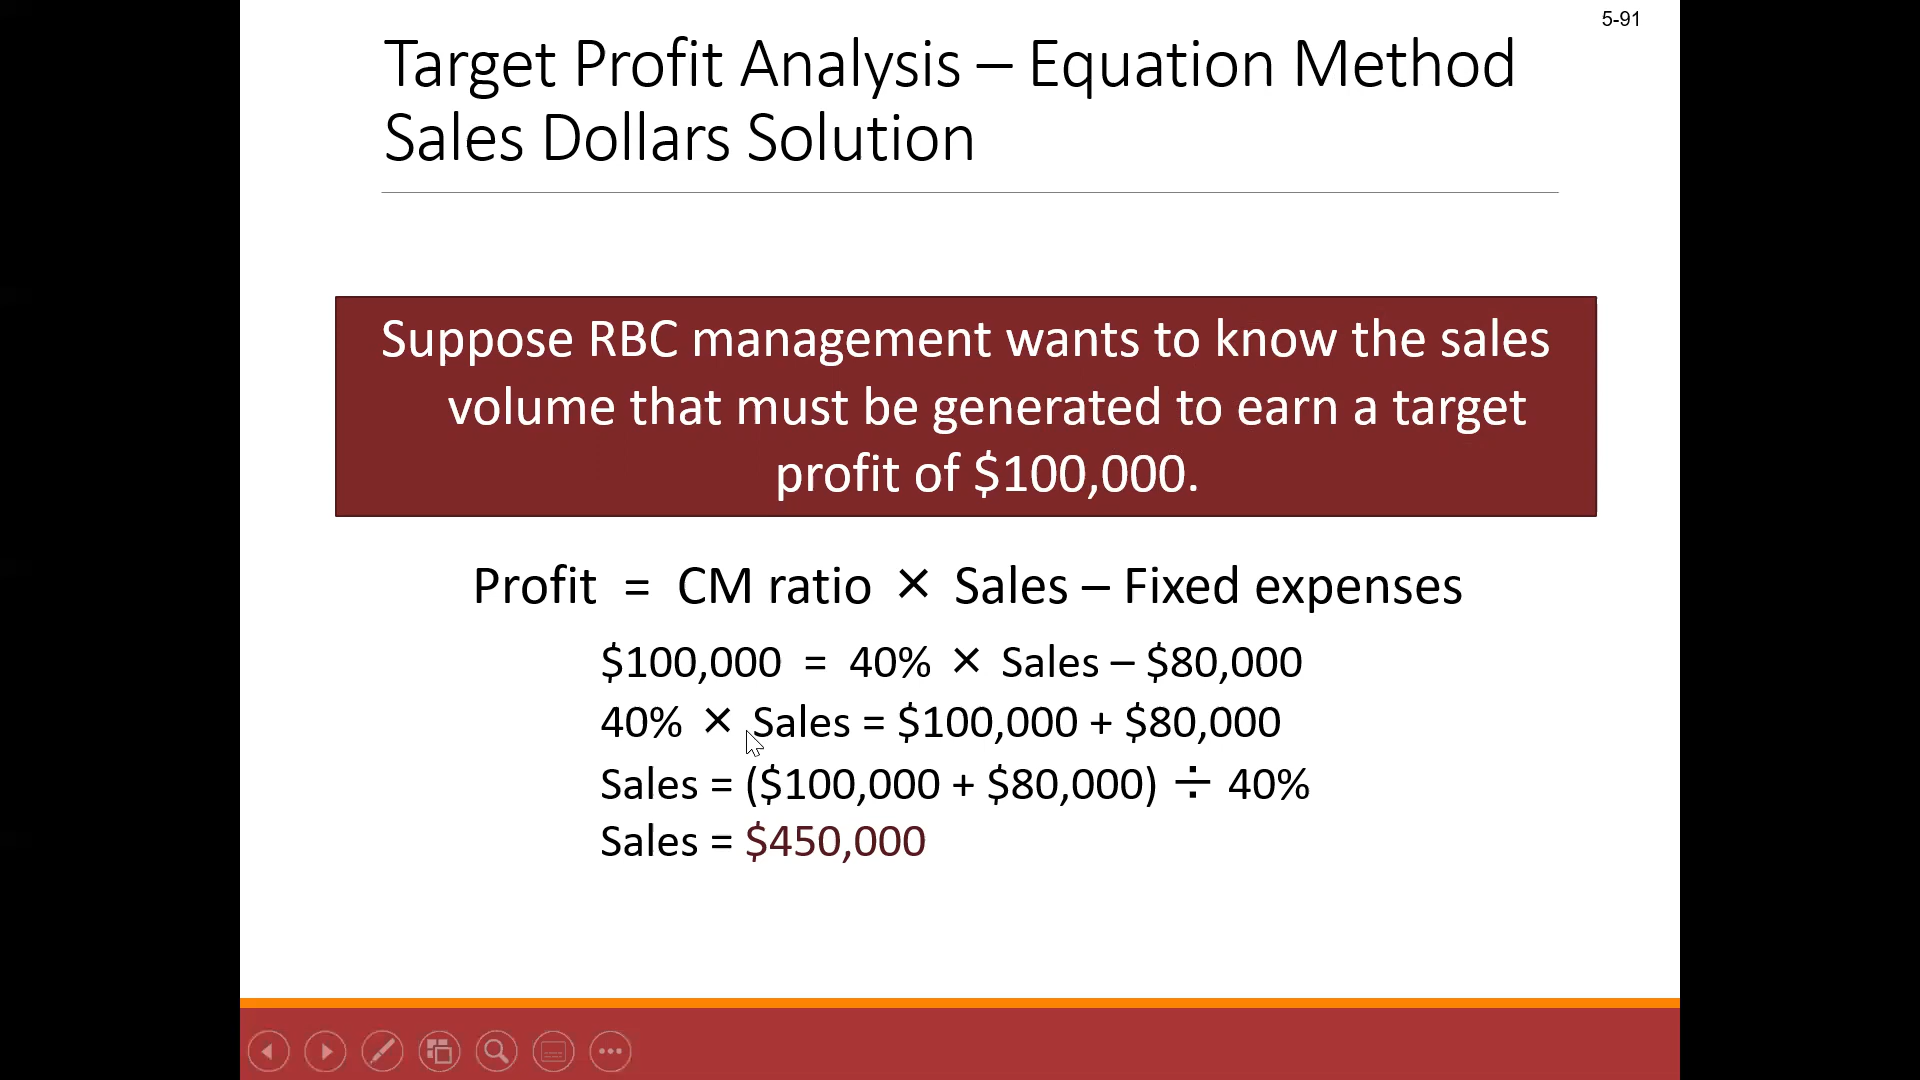 5-91
Target Profit Analysis – Equation Method
Sales Dollars Solution
Suppose RBC management wants to know the sales
volume that must be generated to earn a target
profit of $100,000.
Profit = CM ratio × Sales – Fixed expenses
$100,000 = 40% × Sales – $80,000
40% × Sales = $100,000 + $80,000
Sales = ($100,000 + $80,000) ÷ 40%
Sales = $450,000